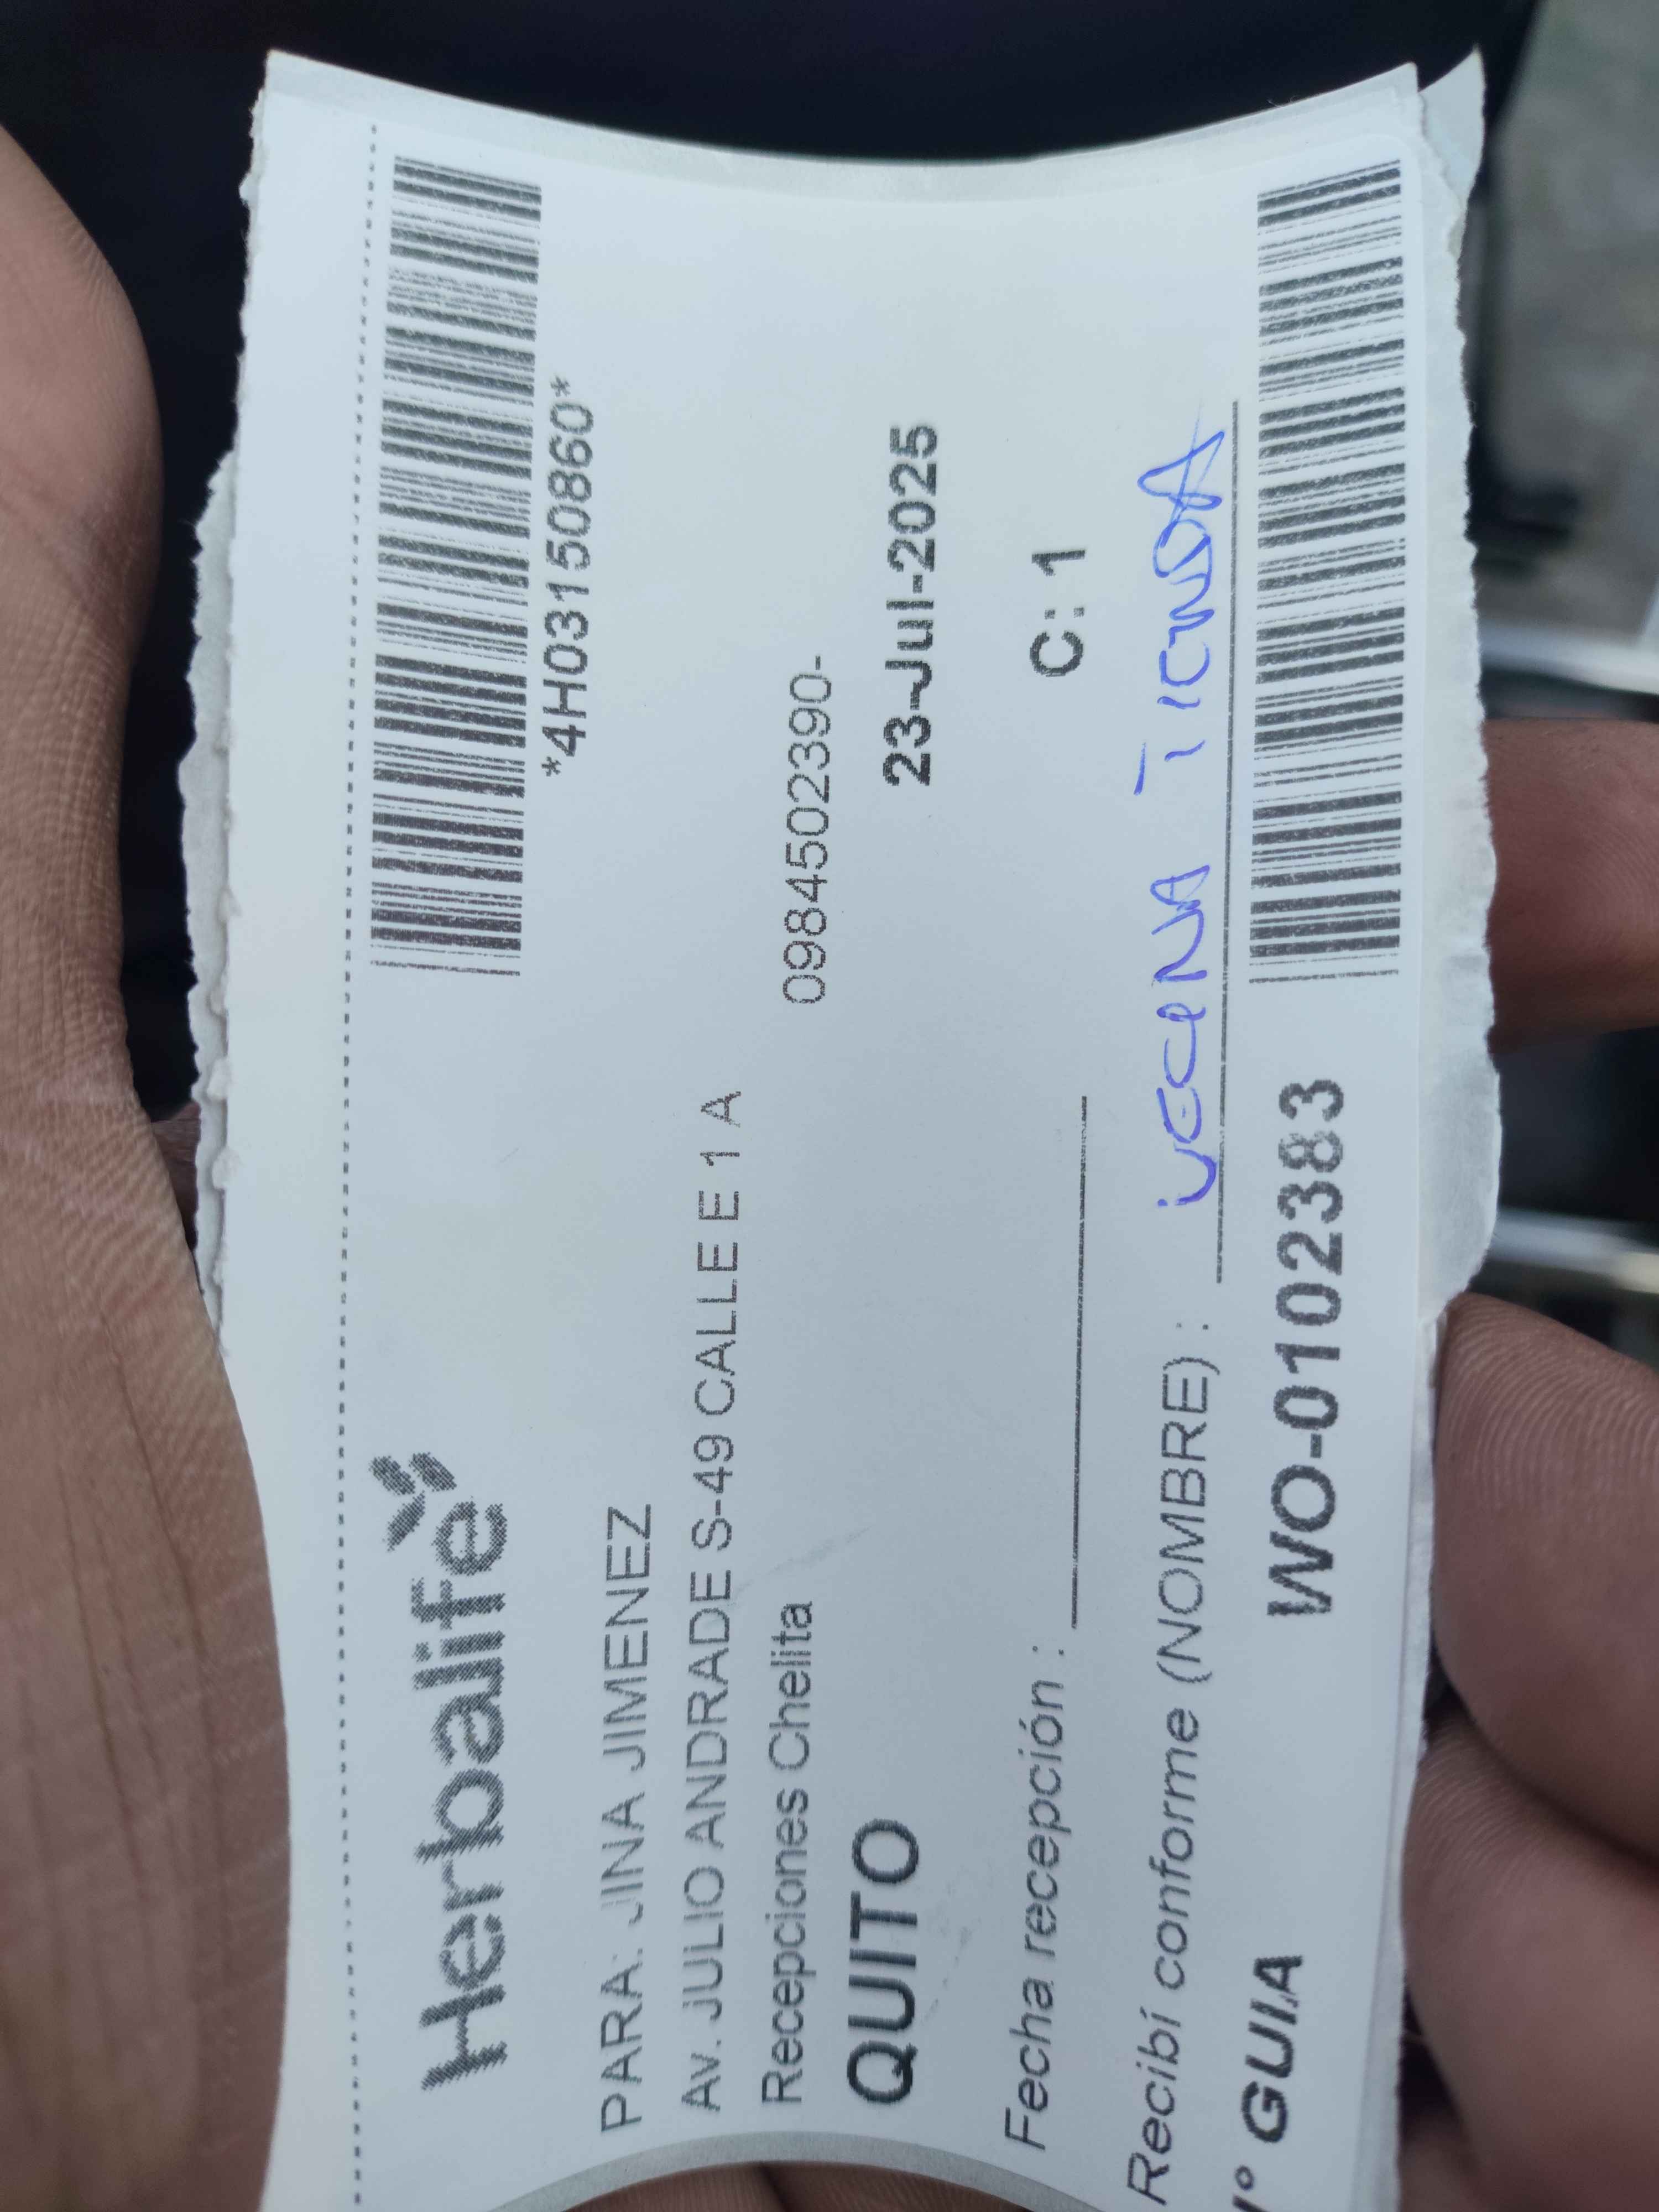 Herbalife
*4H03150860*
PARA: JINA JIMENEZ
Av. JULIO ANDRADE S-49 CALLE E 1 A
Recepciones Chelita
0984502390-
QUITO
23-Jul-2025
Fecha recepción :
C: 1
Recibí conforme (NOMBRE) : VECINA TIENDA
N° GUIA WO-0102383